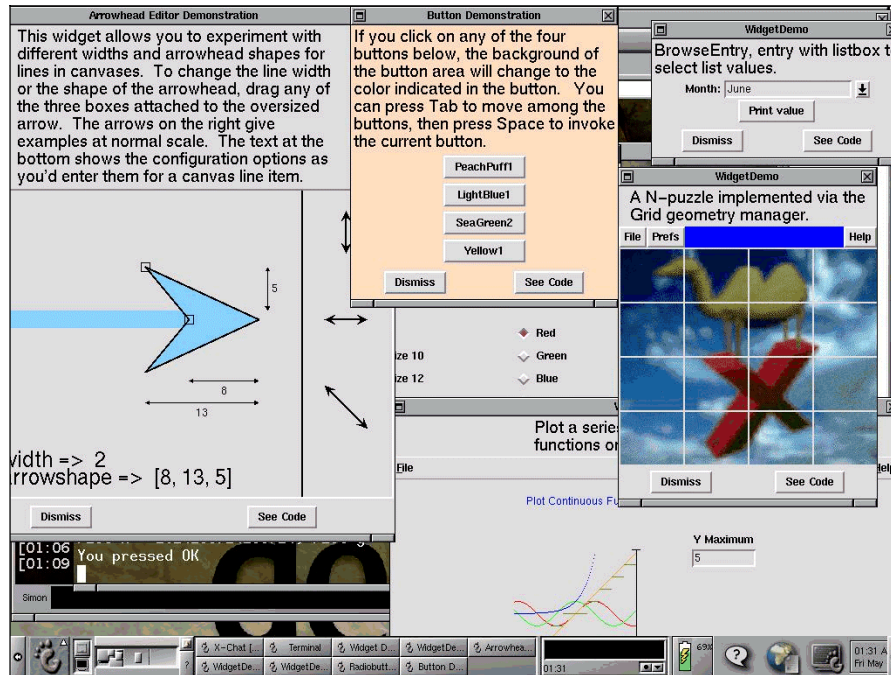 Arrowhead Editor Demonstration
This widget allows you to experiment with
different widths and arrowhead shapes for
lines in canvases. To change the line width
or the shape of the arrowhead, drag any of
the three boxes attached to the oversized
arrow. The arrows on the right give
examples at normal scale. The text at the
bottom shows the configuration options as
you'd enter them for a canvas line item.
5
8
13
width => 2
arrowshape => [8, 13, 5]
Dismiss
See Code
Button Demonstration
If you click on any of the four
buttons below, the background of
the button area will change to the
color indicated in the button. You
can press Tab to move among the
buttons, then press Space to invoke
the current button.
PeachPuff1
LightBlue1
SeaGreen2
Yellow1
Dismiss
See Code
WidgetDemo
BrowseEntry, entry with listbox t
select list values.
Month: June
Print value
Dismiss
See Code
WidgetDemo
A N-puzzle implemented via the
Grid geometry manager.
File Prefs Help
Dismiss
See Code
Red
ize 10 Green
ize 12 Blue
Plot a series
functions or
File
Help
Plot Continuous Fu
Y Maximum
5
[01:06
[01:09
You pressed OK
Simon
X-Chat [... Terminal Widget D... WidgetDe... Arrowhea...
WidgetDe... WidgetDe... Radiobutt... Button D...
?
01:31
69%
01:31 A
Fri May